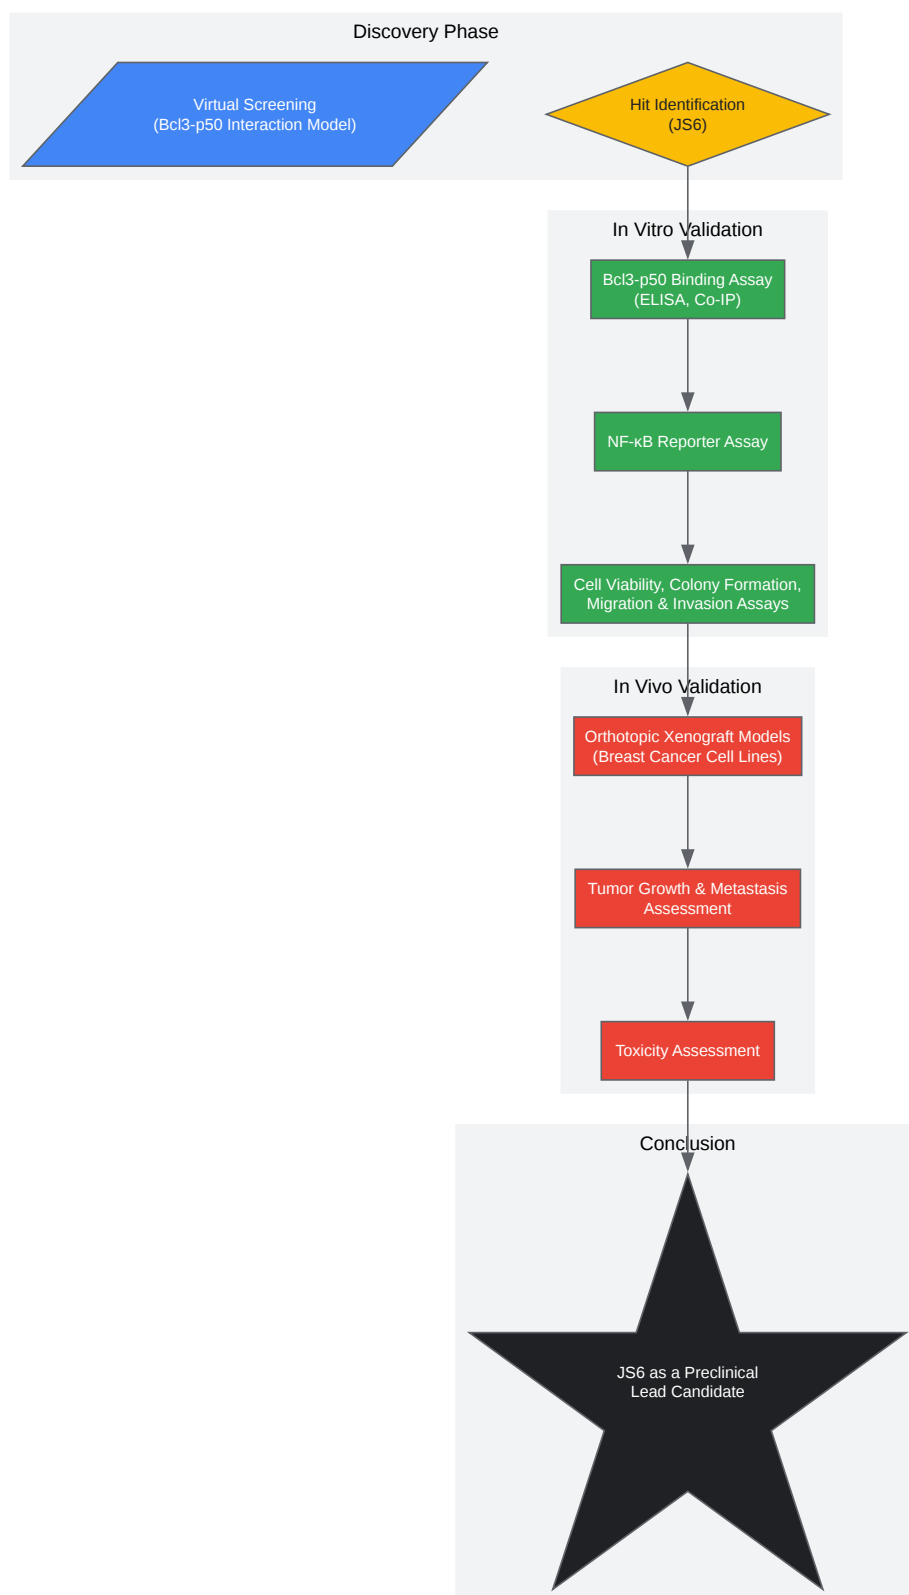 Discovery Phase
Virtual Screening
(Bcl3-p50 Interaction Model)
Hit Identification
(JS6)
In Vitro Validation
Bcl3-p50 Binding Assay
(ELISA, Co-IP)
NF-κB Reporter Assay
Cell Viability, Colony Formation,
Migration & Invasion Assays
In Vivo Validation
Orthotopic Xenograft Models
(Breast Cancer Cell Lines)
Tumor Growth & Metastasis
Assessment
Toxicity Assessment
Conclusion
JS6 as a Preclinical
Lead Candidate